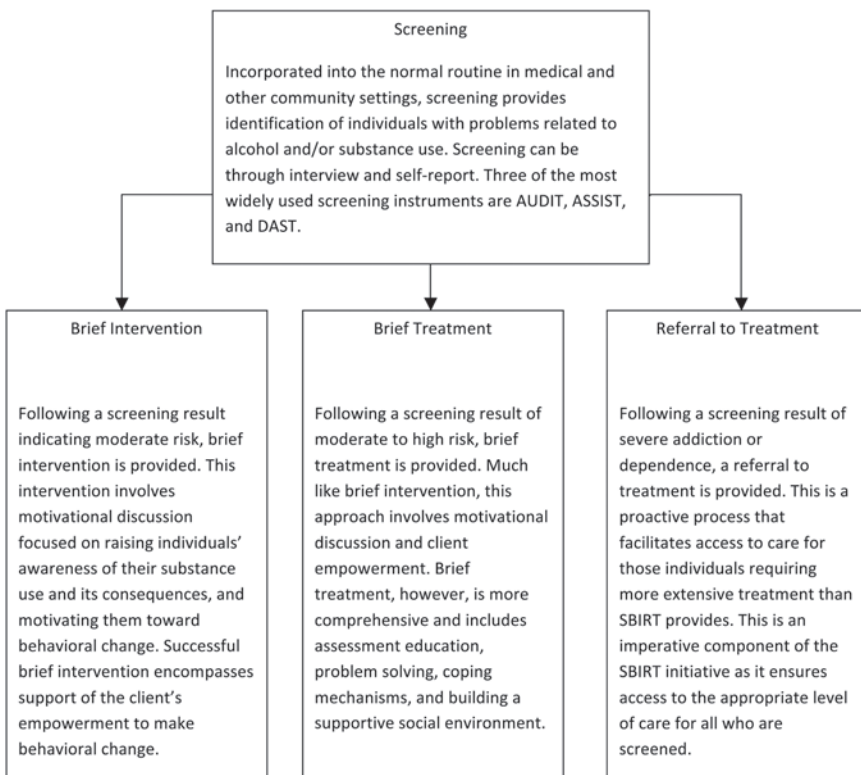 Screening
Incorporated into the normal routine in medical and
other community settings, screening provides
identification of individuals with problems related to
alcohol and/or substance use. Screening can be
through interview and self-report. Three of the most
widely used screening instruments are AUDIT, ASSIST,
and DAST.
Brief Intervention
Following a screening result
indicating moderate risk, brief
intervention is provided. This
intervention involves
motivational discussion
focused on raising individuals’
awareness of their substance
use and its consequences, and
motivating them toward
behavioral change. Successful
brief intervention encompasses
support of the client’s
empowerment to make
behavioral change.
Brief Treatment
Following a screening result of
moderate to high risk, brief
treatment is provided. Much
like brief intervention, this
approach involves motivational
discussion and client
empowerment. Brief
treatment, however, is more
comprehensive and includes
assessment education,
problem solving, coping
mechanisms, and building a
supportive social environment.
Referral to Treatment
Following a screening result of
severe addiction or
dependence, a referral to
treatment is provided. This is a
proactive process that
facilitates access to care for
those individuals requiring
more extensive treatment than
SBIRT provides. This is an
imperative component of the
SBIRT initiative as it ensures
access to the appropriate level
of care for all who are
screened.